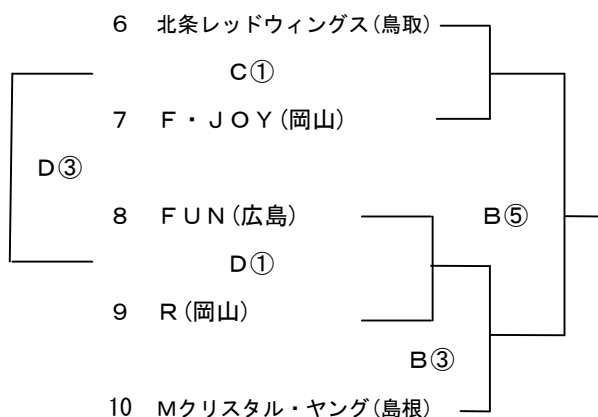 6 北条レッドウィングス(鳥取)
C①
7 F・JOY(岡山)
D③
8 FUN(広島)
B⑤
D①
9 R(岡山)
B③
10 Mクリスタル・ヤング(島根)